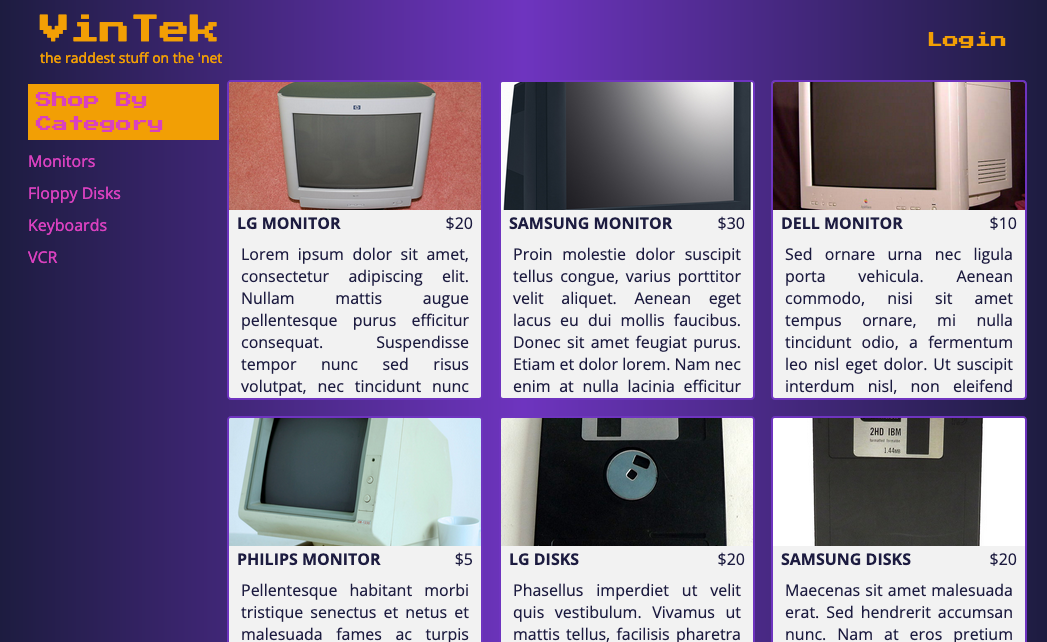 VinTek
the raddest stuff on the 'net
Login
Shop By
Category
Monitors
Floppy Disks
Keyboards
VCR
LG MONITOR $20
Lorem ipsum dolor sit amet,
consectetur adipiscing elit.
Nullam mattis augue
pellentesque purus efficitur
consequat. Suspendisse
tempor nunc sed risus
volutpat, nec tincidunt nunc
SAMSUNG MONITOR $30
Proin molestie dolor suscipit
tellus congue, varius porttitor
velit aliquet. Aenean eget
lacus eu dui mollis faucibus.
Donec sit amet feugiat purus.
Etiam et dolor lorem. Nam nec
enim at nulla lacinia efficitur
DELL MONITOR $10
Sed ornare urna nec ligula
porta vehicula. Aenean
commodo, nisi sit amet
tempus ornare, mi nulla
tincidunt odio, a fermentum
leo nisl eget dolor. Ut suscipit
interdum nisl, non eleifend
PHILIPS MONITOR $5
Pellentesque habitant morbi
tristique senectus et netus et
malesuada fames ac turpis
LG DISKS $20
Phasellus imperdiet ut velit
quis vestibulum. Vivamus ut
mattis tellus, facilisis pharetra
2HD IBM
1.44MB
SAMSUNG DISKS $20
Maecenas sit amet malesuada
erat. Sed hendrerit accumsan
nunc. Nam at eros pretium